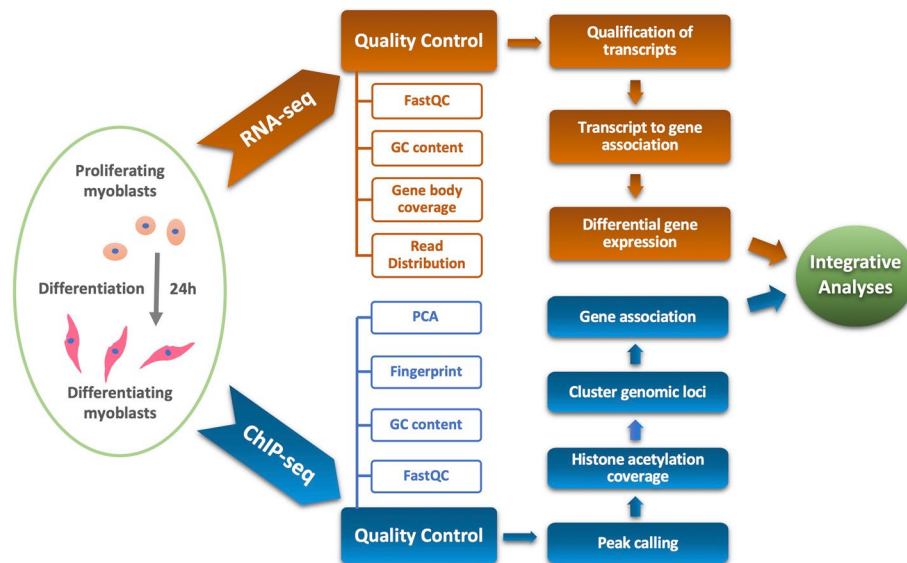 Proliferating
myoblasts
Differentiation
24h
Differentiating
myoblasts
RNA-seq
ChIP-seq
Quality Control
FastQC
GC content
Gene body
coverage
Read
Distribution
Qualification of
transcripts
Transcript to gene
association
Differential gene
expression
PCA
Fingerprint
GC content
FastQC
Quality Control
Peak calling
Histone acetylation
coverage
Cluster genomic loci
Gene association
Integrative
Analyses